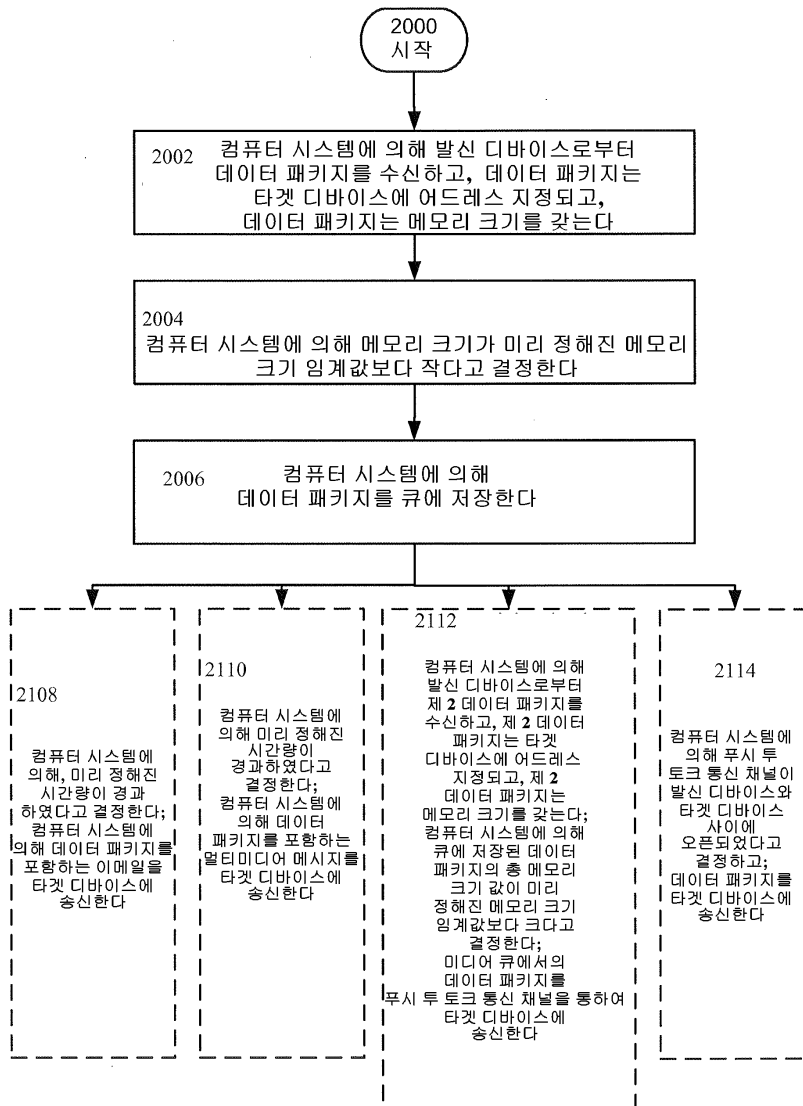 2000
시작
2002 컴퓨터 시스템에 의해 발신 디바이스로부터
데이터 패키지를 수신하고, 데이터 패키지는
타겟 디바이스에 어드레스 지정되고,
데이터 패키지는 메모리 크기를 갖는다
2004
컴퓨터 시스템에 의해 메모리 크기가 미리 정해진 메모리
크기 임계값보다 작다고 결정한다
2006 컴퓨터 시스템에 의해
데이터 패키지를 큐에 저장한다
2108
컴퓨터 시스템에
의해, 미리 정해진
시간량이 경과
하였다고 결정한다;
컴퓨터 시스템에
의해 데이터 패키지를
포함하는 이메일을
타겟 디바이스에
송신한다
2110
컴퓨터 시스템에
의해 미리 정해진
시간량이
경과하였다고
결정한다;
컴퓨터 시스템에
의해 데이터
패키지를 포함하는
멀티미디어 메시지를
타겟 디바이스에
송신한다
2112
컴퓨터 시스템에 의해
발신 디바이스로부터
제 2 데이터 패키지를
수신하고, 제 2 데이터
패키지는 타겟
디바이스에 어드레스
지정되고, 제 2
데이터 패키지는
메모리 크기를 갖는다;
컴퓨터 시스템에 의해
큐에 저장된 데이터
패키지의 총 메모리
크기 값이 미리
정해진 메모리 크기
임계값보다 크다고
결정한다;
미디어 큐에서의
데이터 패키지를
푸시 투 토크 통신 채널을 통하여
타겟 디바이스에
송신한다
2114
컴퓨터 시스템에
의해 푸시 투
토크 통신 채널이
발신 디바이스와
타겟 디바이스
사이에
오픈되었다고
결정하고;
데이터 패키지를
타겟 디바이스에
송신한다